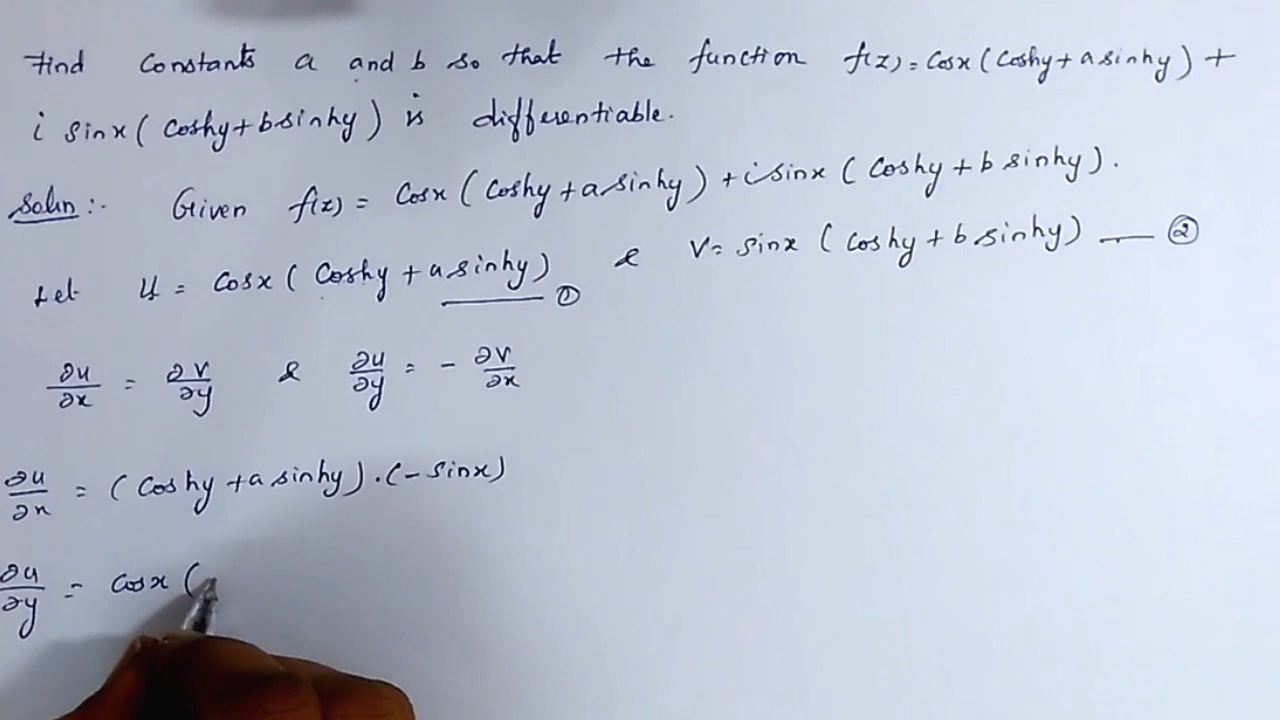 Find constants a and b so that the function f(z) = cosx (coshy + a sinhy) +
i sinx (coshy + b sinhy) is differentiable.
Soln :- Given f(z) = cosx (coshy + a sinhy) + i sinx (coshy + b sinhy).
Let u = cosx (coshy + a sinhy) —— ① & v = sinx (coshy + b sinhy) —— ②
∂u/∂x = ∂v/∂y & ∂u/∂y = - ∂v/∂x
∂u/∂x = (coshy + a sinhy) . (- sinx)
∂u/∂y = cosx (